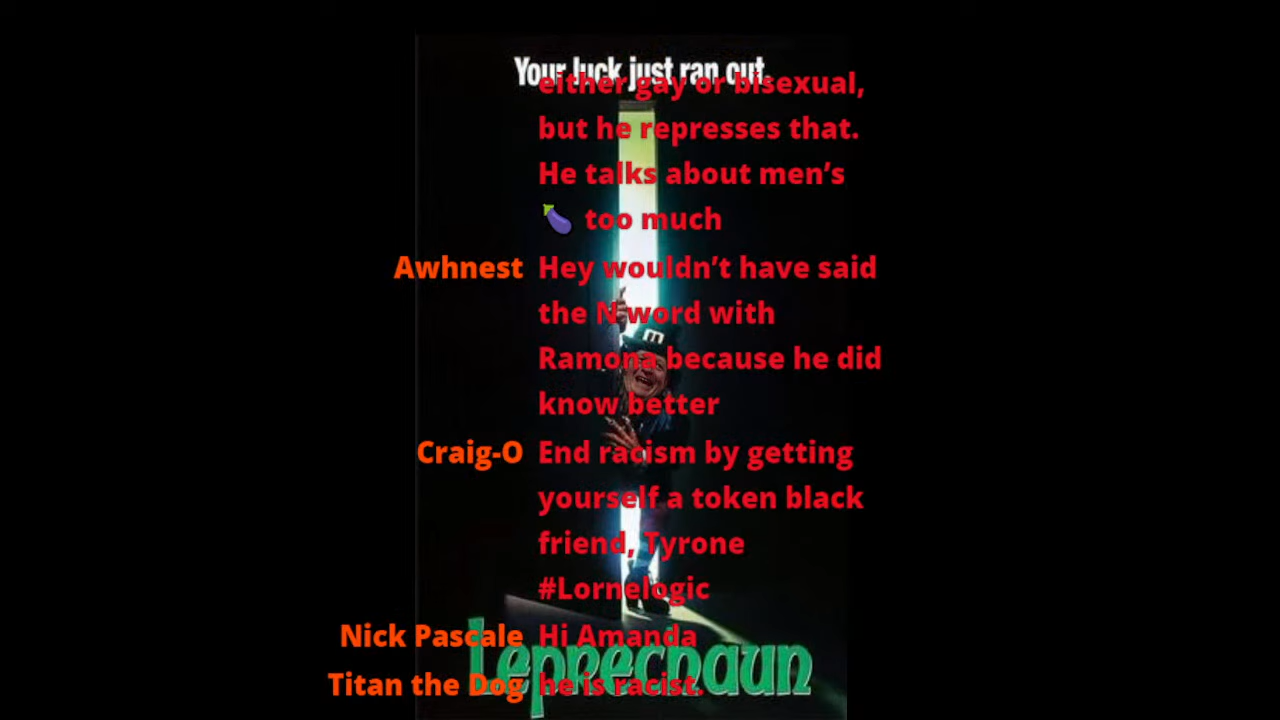 Your luck just ran out.
either gay or bisexual,
but he represses that.
He talks about men’s
🍆 too much
Awhnest Hey wouldn’t have said
the N word with
Ramona because he did
know better
Craig-O End racism by getting
yourself a token black
friend, Tyrone
#Lornelogic
Nick Pascale Hi Amanda
Leprechaun
Titan the Dog he is racist.